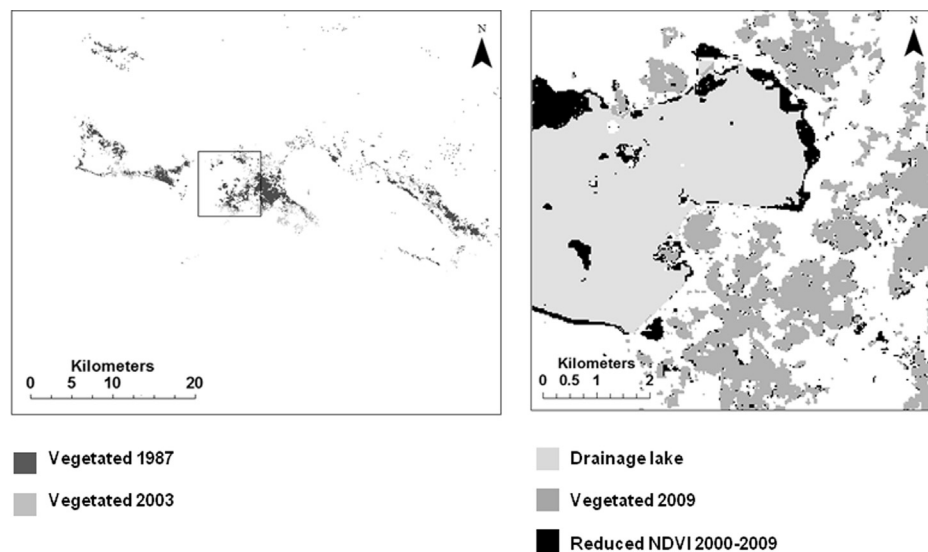 N
Kilometers
0 5 10 20
Vegetated 1987
Vegetated 2003
N
Kilometers
0 0.5 1 2
Drainage lake
Vegetated 2009
Reduced NDVI 2000-2009